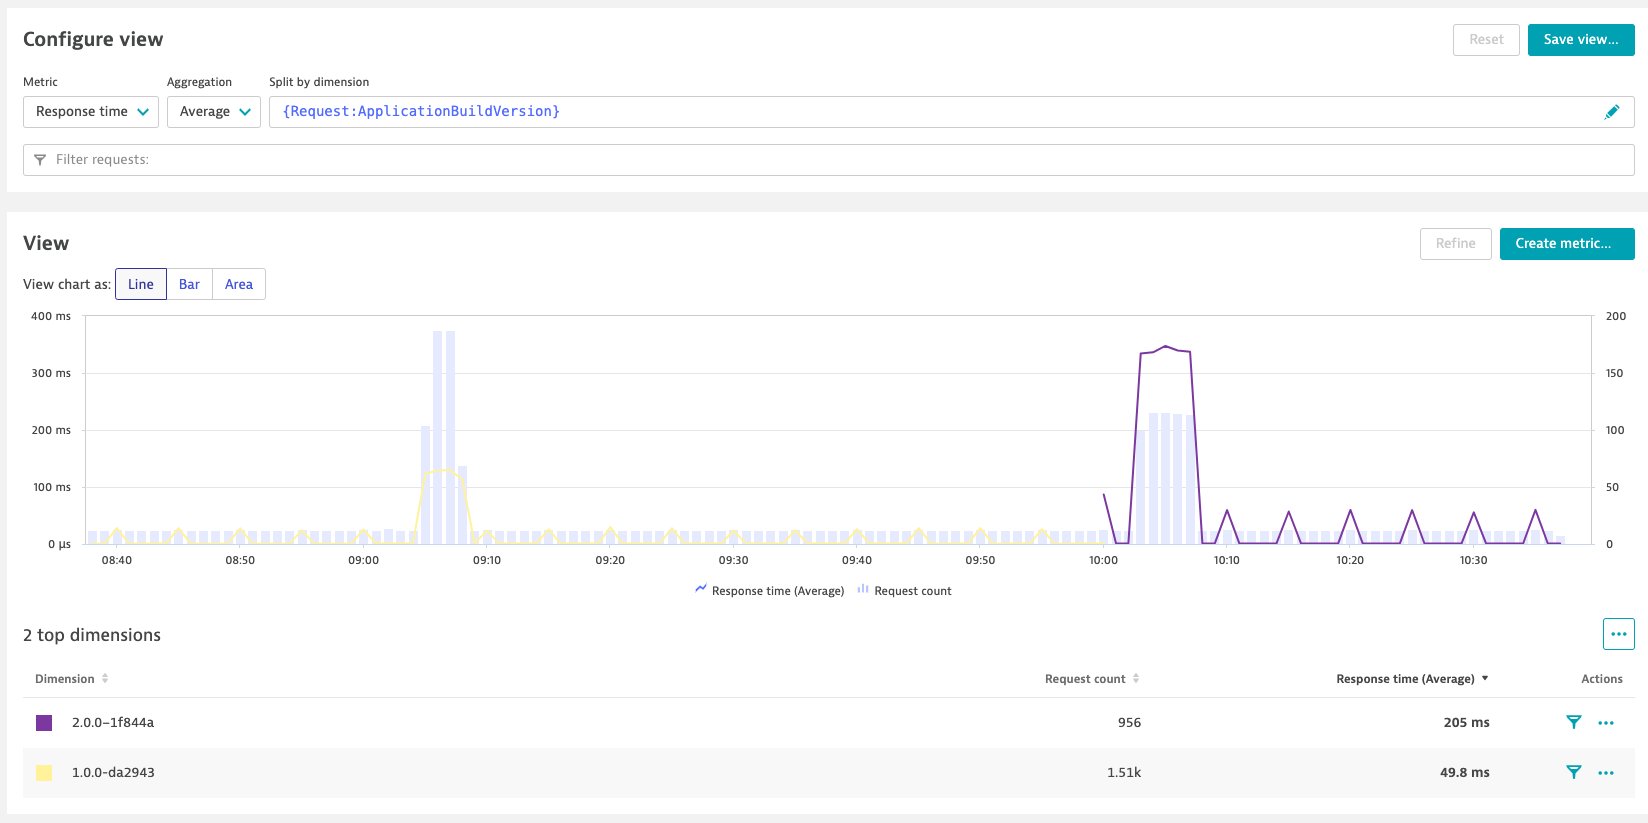 Configure view
Reset
Save view...
Metric
Aggregation
Split by dimension
Response time
Average
{Request:ApplicationBuildVersion}
Filter requests:
View
Refine
Create metric...
View chart as:
Line
Bar
Area
400 ms
200
300 ms
150
200 ms
100
100 ms
50
0 µs
0
08:40
08:50
09:00
09:10
09:20
09:30
09:40
09:50
10:00
10:10
10:20
10:30
Response time (Average)
Request count
2 top dimensions
Dimension
Request count
Response time (Average)
Actions
2.0.0–1f844a
956
205 ms
1.0.0-da2943
1.51k
49.8 ms